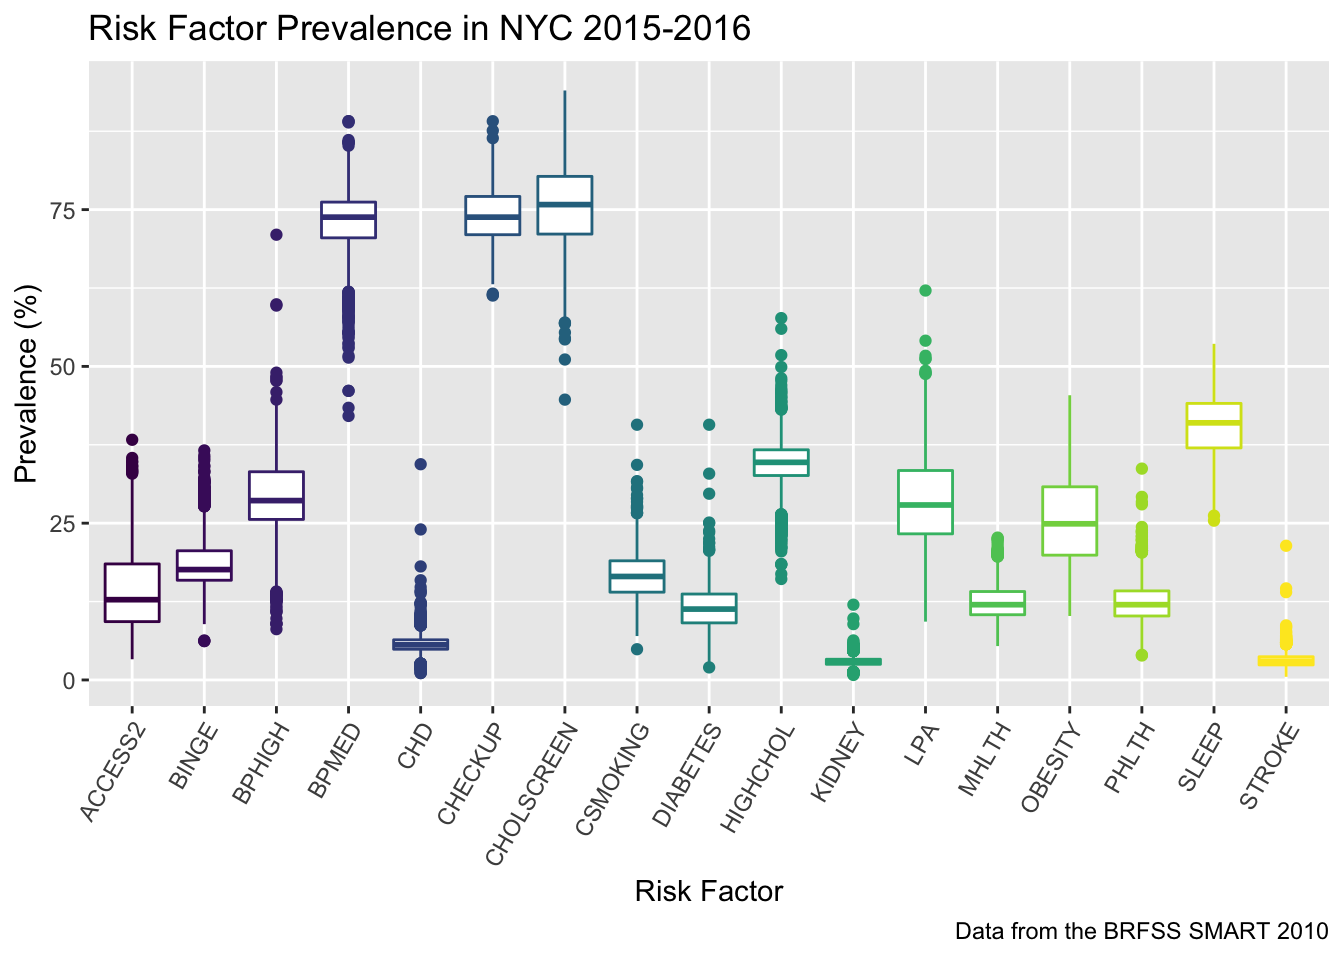 Risk Factor Prevalence in NYC 2015-2016
Prevalence (%)
75
50
25
0
ACCESS2
BINGE
BPHIGH
BPMED
CHD
CHECKUP
CHOLSCREEN
CSMOKING
DIABETES
HIGHCHOL
KIDNEY
LPA
MHLTH
OBESITY
PHLTH
SLEEP
STROKE
Risk Factor
Data from the BRFSS SMART 2010